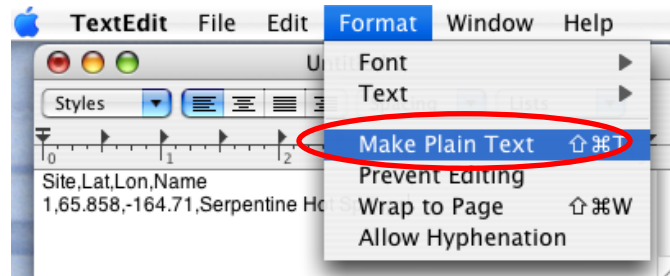 TextEdit File Edit Format Window Help
Font
Text
Make Plain Text ⇧⌘T
Prevent Editing
Wrap to Page ⇧⌘W
Allow Hyphenation
Styles
Lists
0 1 2
Site,Lat,Lon,Name
1,65.858,-164.71,Serpentine